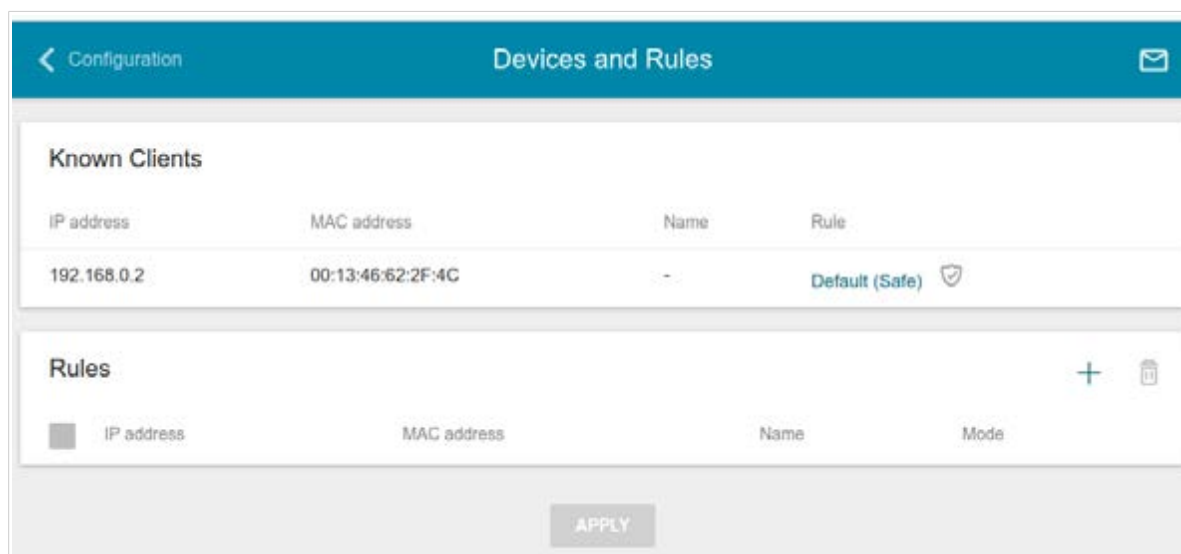 Configuration Devices and Rules
Known Clients
IP address MAC address Name Rule
192.168.0.2 00:13:46:62:2F:4C - Default (Safe)
Rules
IP address MAC address Name Mode
APPLY